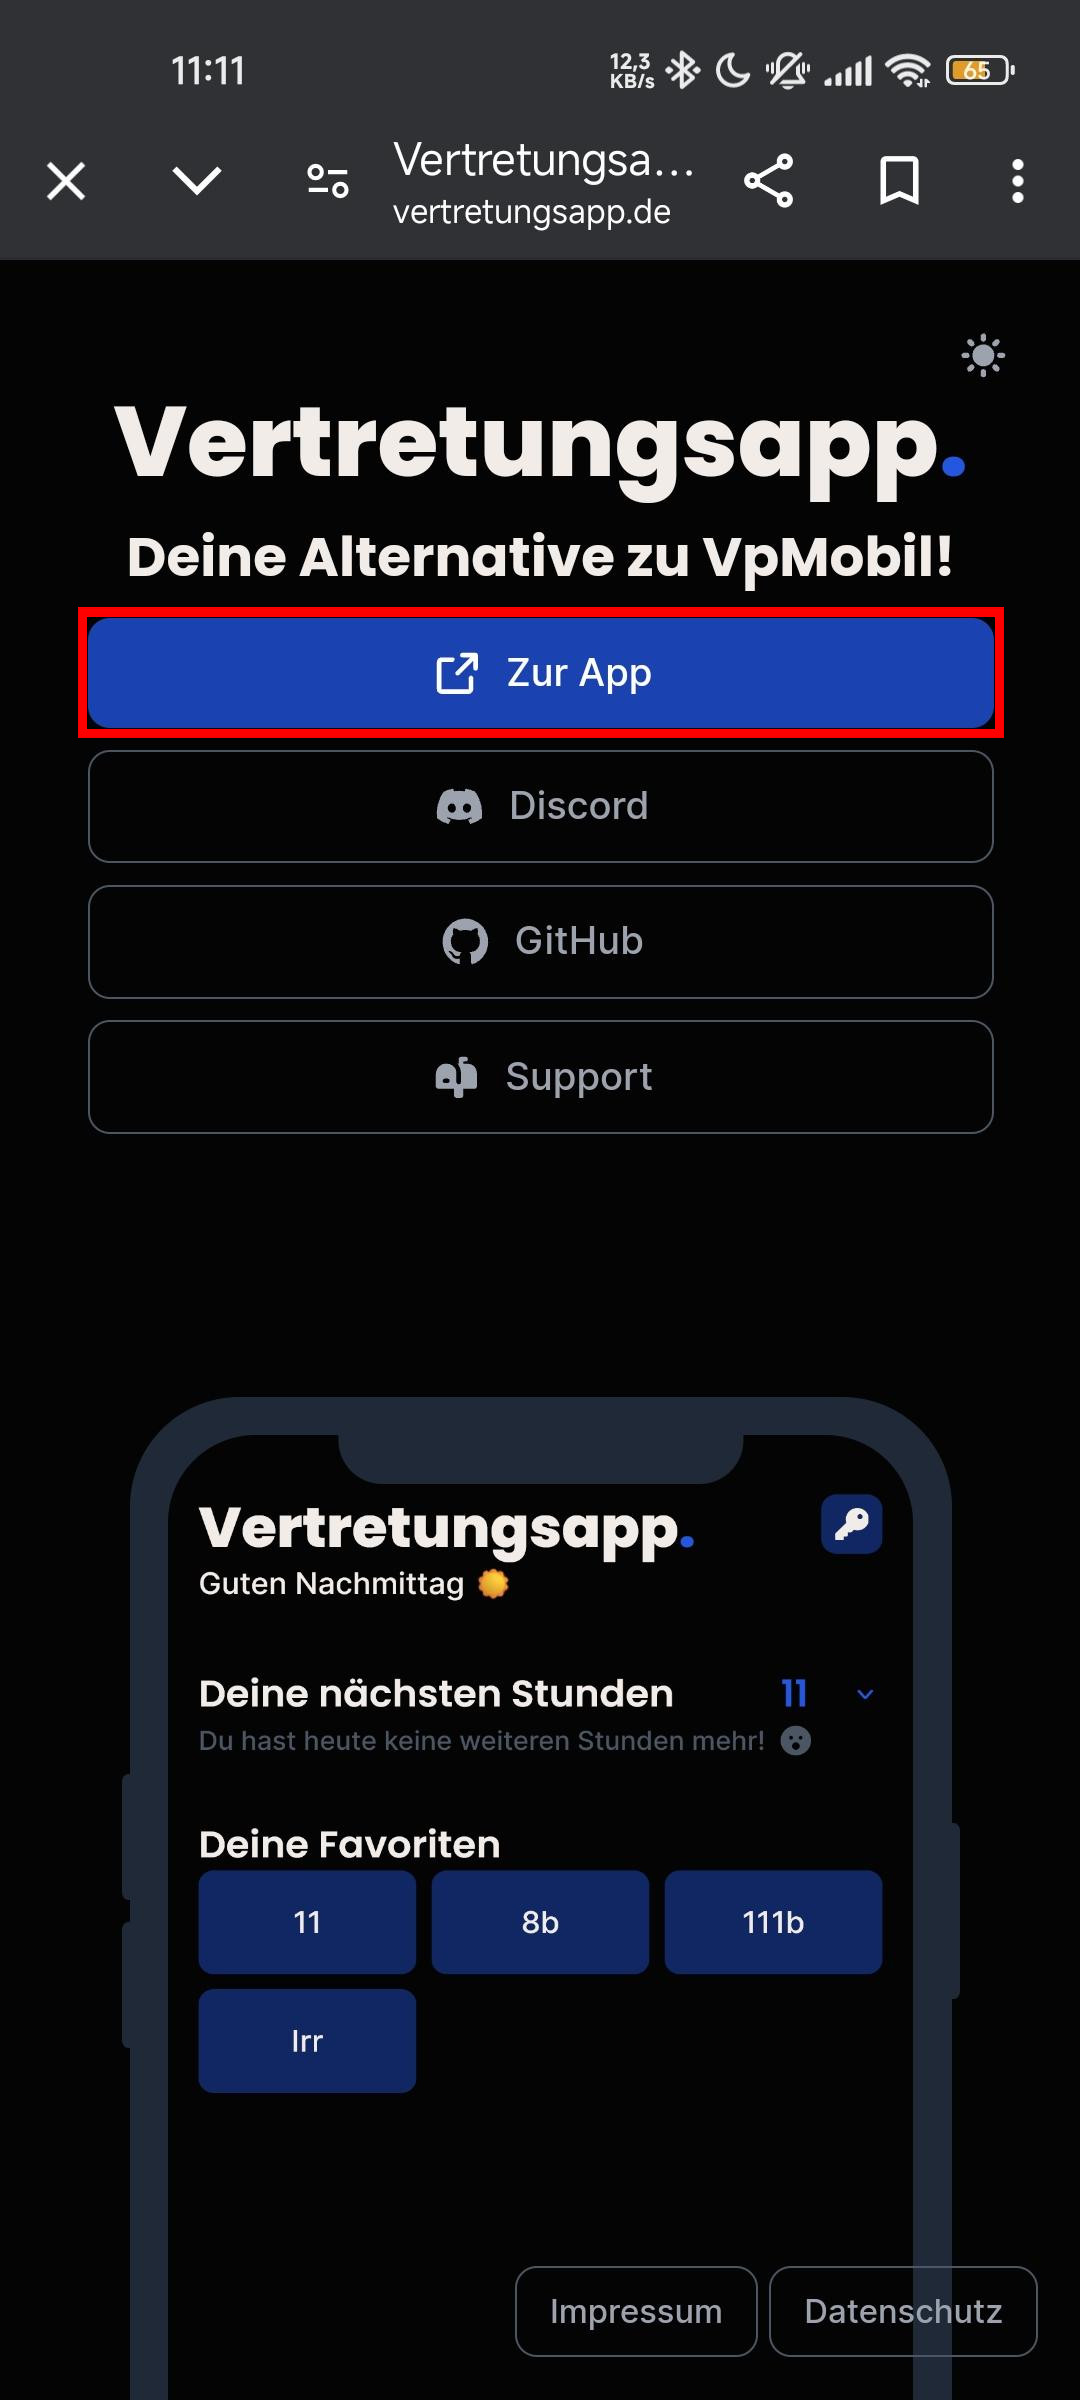 11:11
12,3
KB/s
65
Vertretungsa...
vertretungsapp.de
Vertretungsapp.
Deine Alternative zu VpMobil!
Zur App
Discord
GitHub
Support
Vertretungsapp.
Guten Nachmittag
Deine nächsten Stunden 11
Du hast heute keine weiteren Stunden mehr!
Deine Favoriten
11 8b 111b
Irr
Impressum Datenschutz